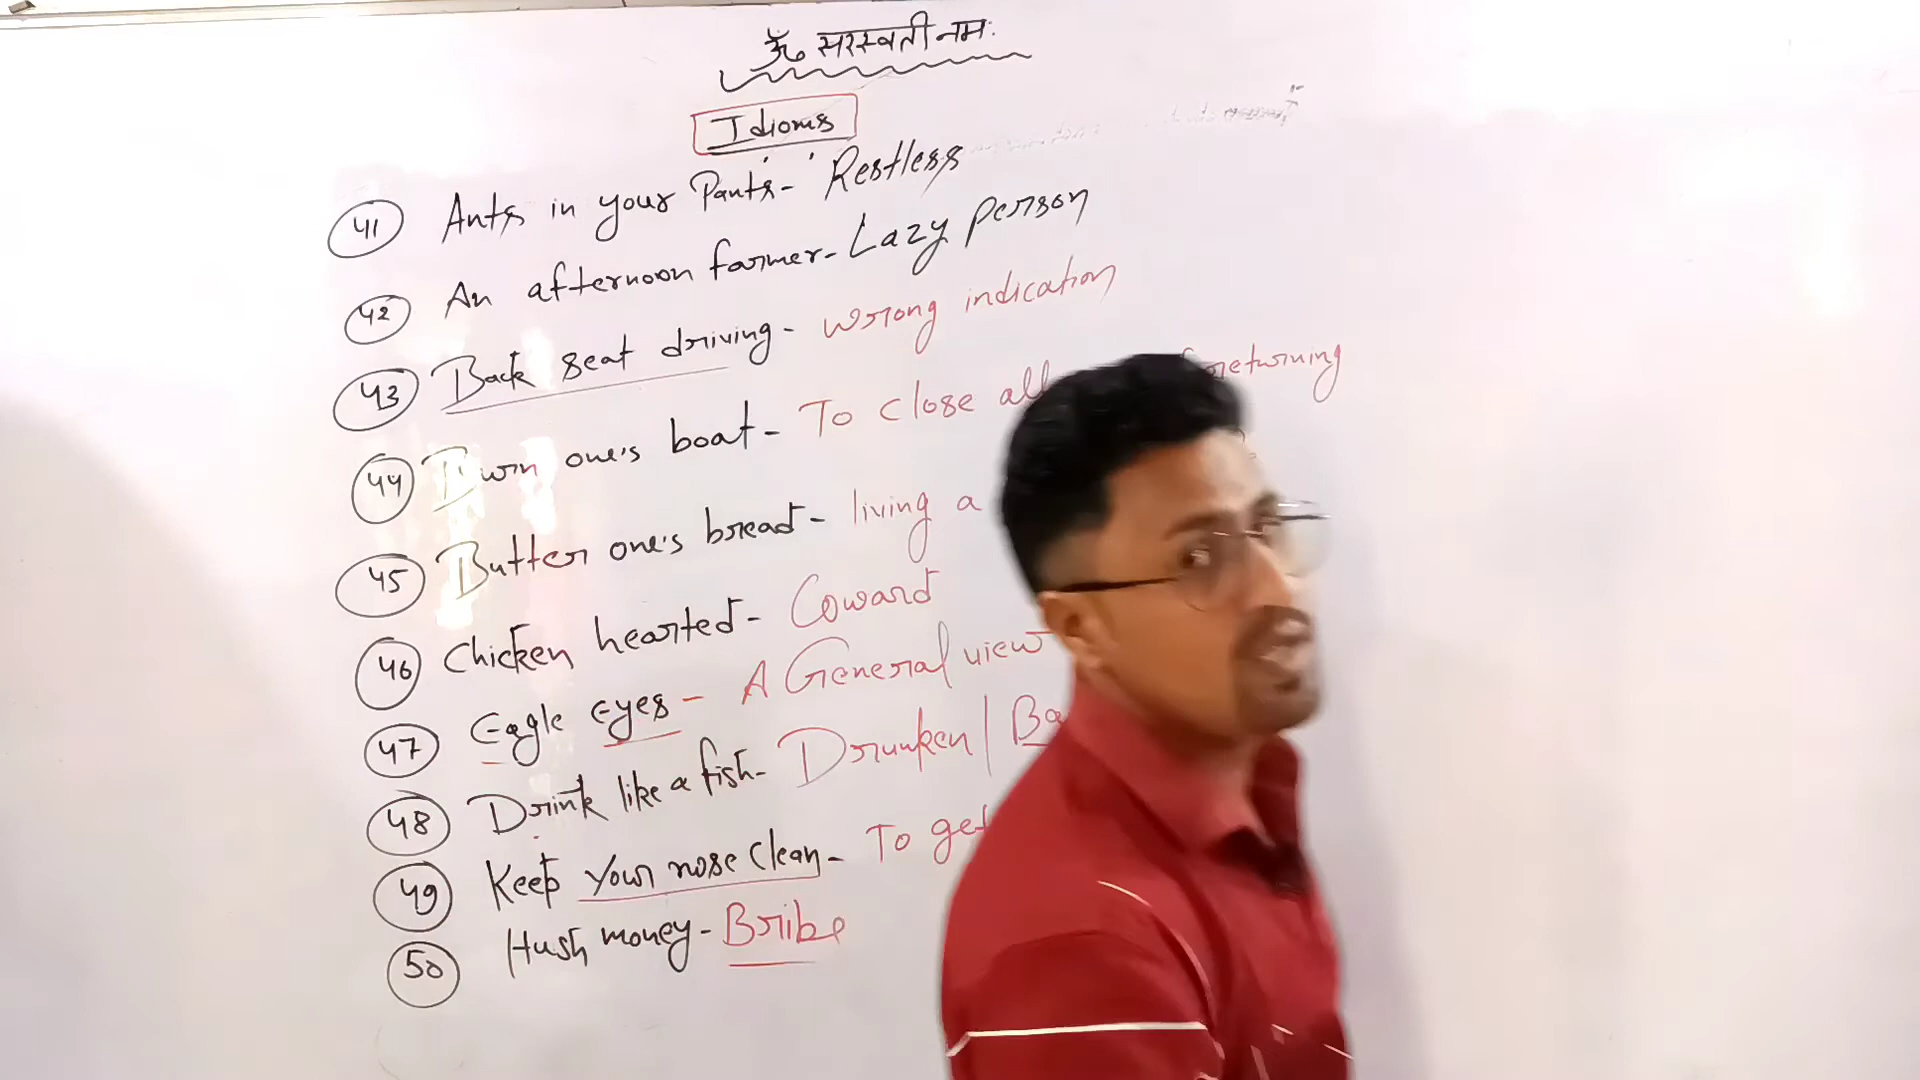 ॐ सरस्वती नमः
Idioms
41 Ants in your Pants- Restless
42 An afternoon farmer- Lazy person
43 Back seat driving- Wrong indication
44 Burn one's boat- To close all
45 Butter one's bread- living a
46 Chicken hearted- Coward
47 Eagle Eyes- A General view
48 Drink like a fish- Drunken |
49 Keep Your nose clean- To get
50 Hush money- Bribe